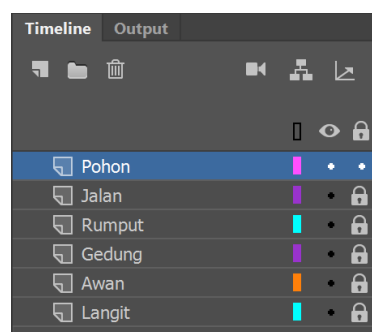 Timeline Output
Pohon
Jalan
Rumput
Gedung
Awan
Langit